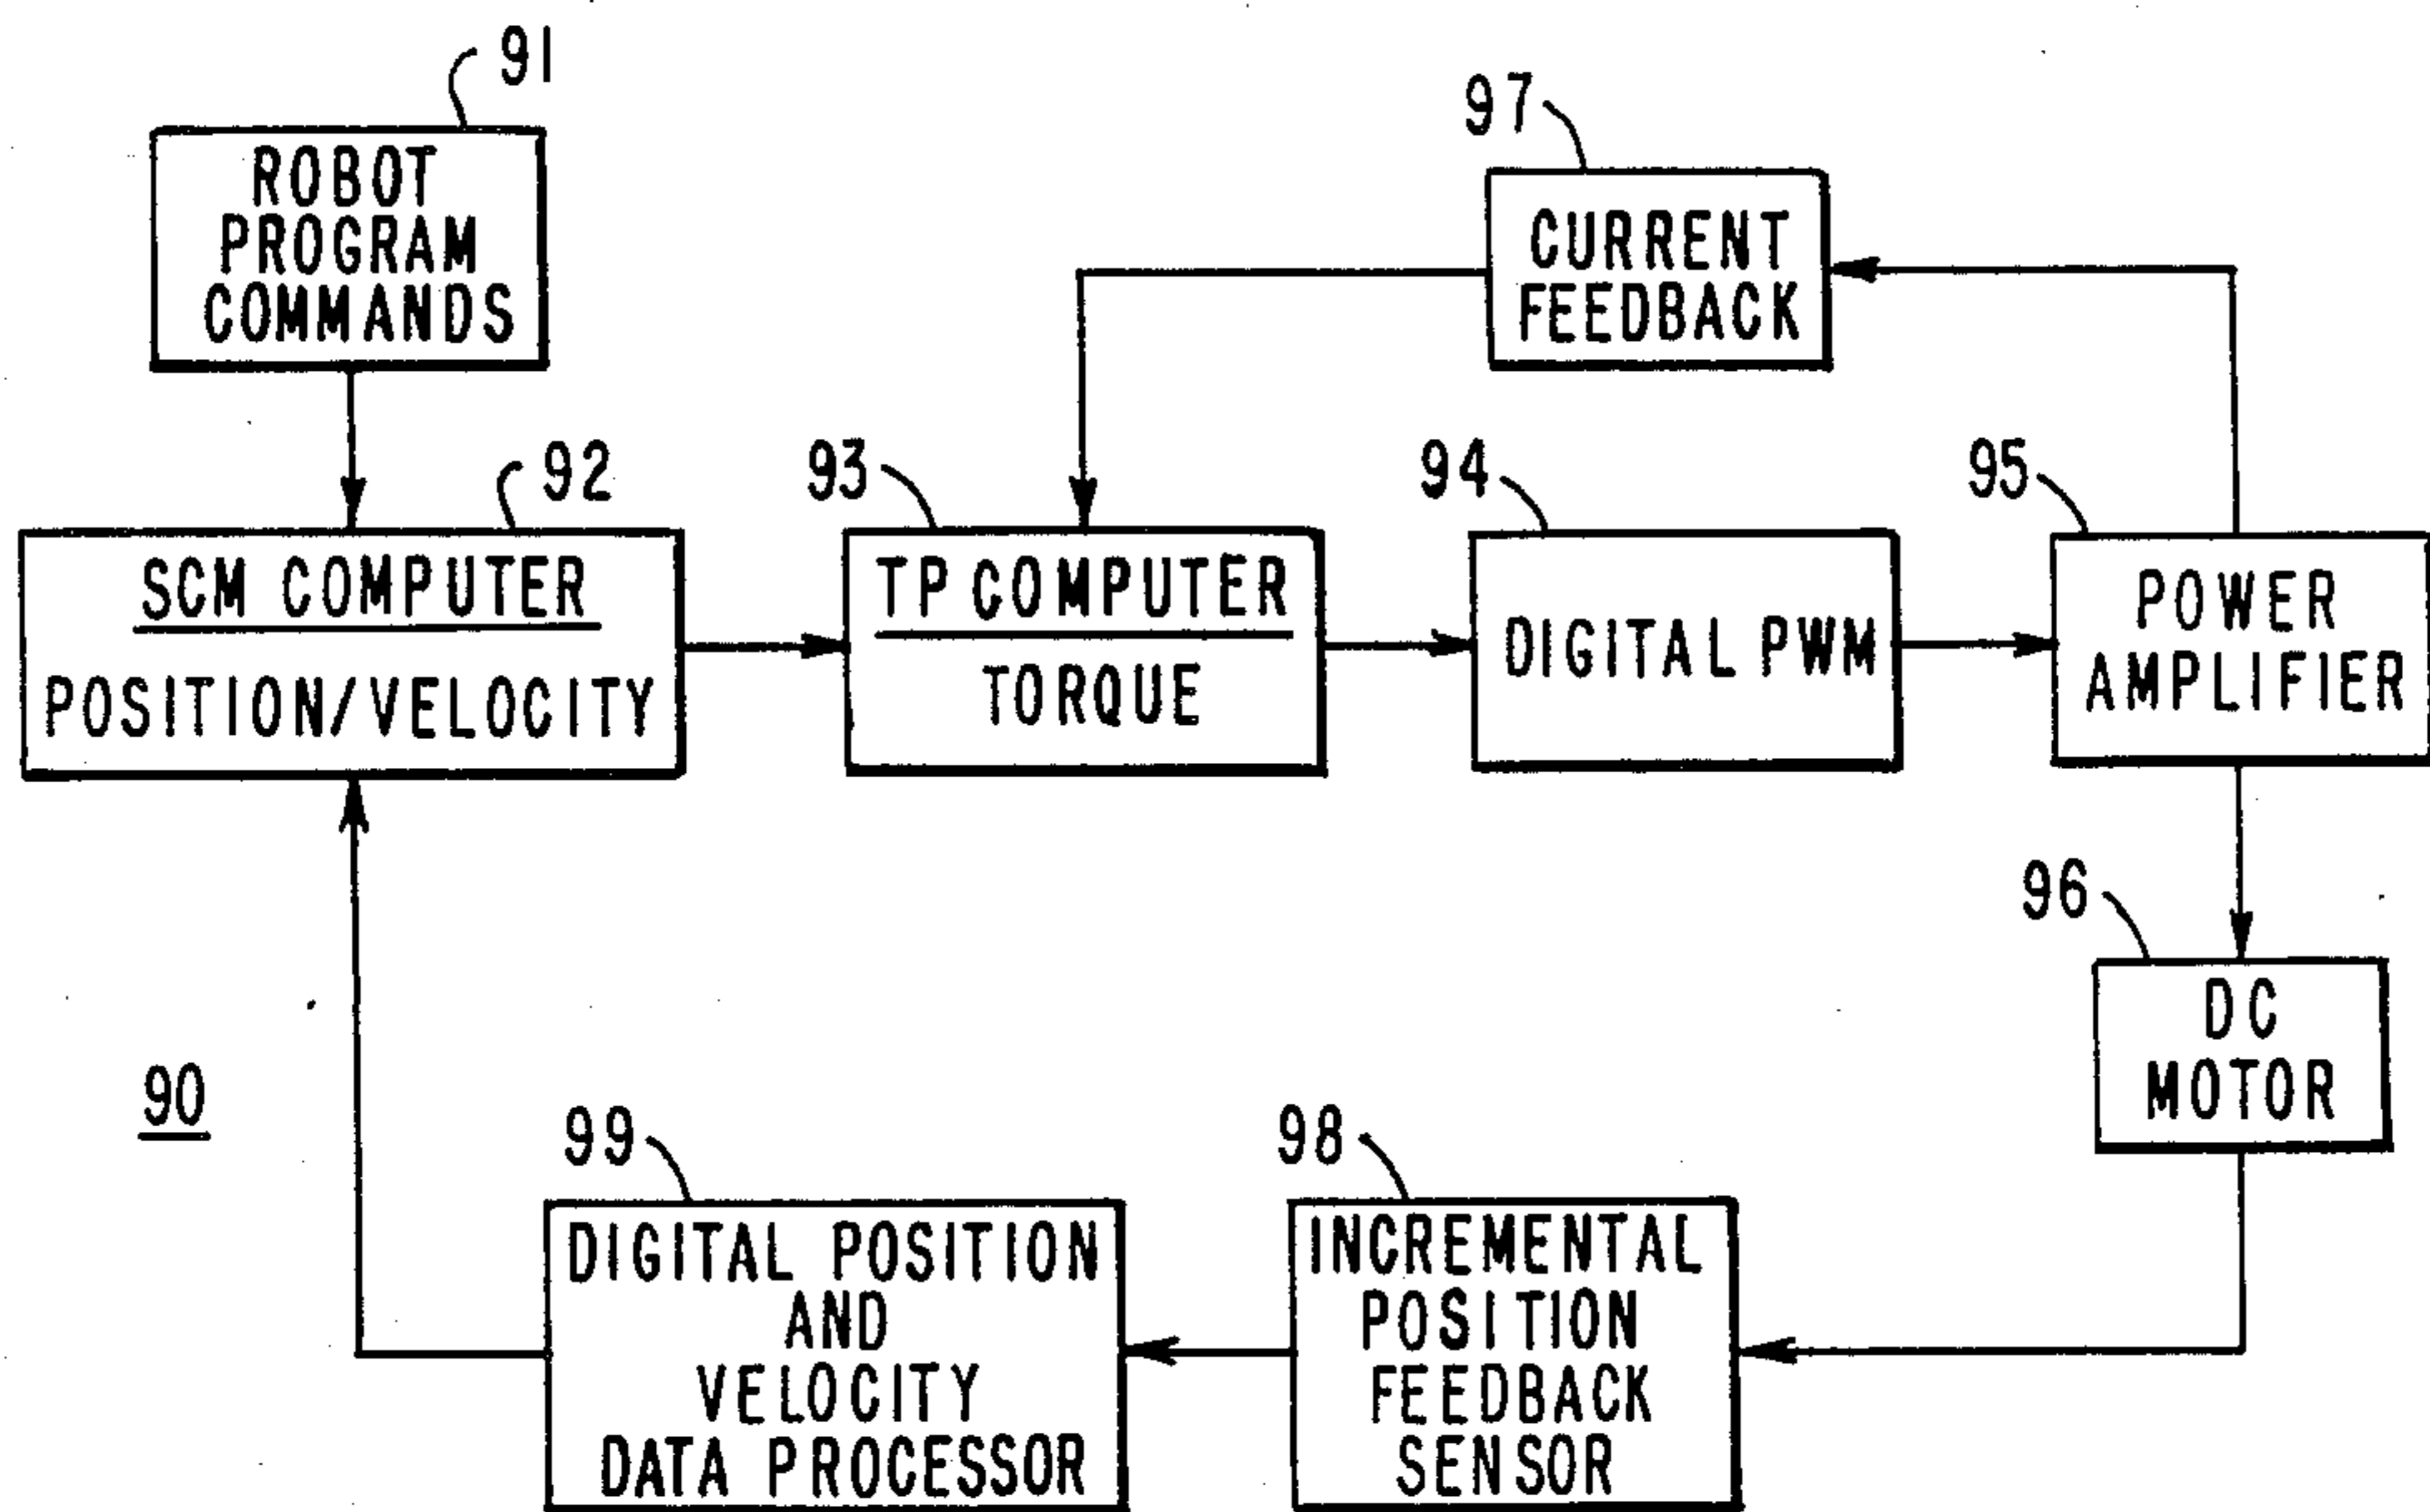 91
ROBOT
PROGRAM
COMMANDS
97
CURRENT
FEEDBACK
92
SCM COMPUTER
POSITION/VELOCITY
93
TP COMPUTER
TORQUE
94
DIGITAL PWM
95
POWER
AMPLIFIER
96
DC
MOTOR
90
99
DIGITAL POSITION
AND
VELOCITY
DATA PROCESSOR
98
INCREMENTAL
POSITION
FEEDBACK
SENSOR